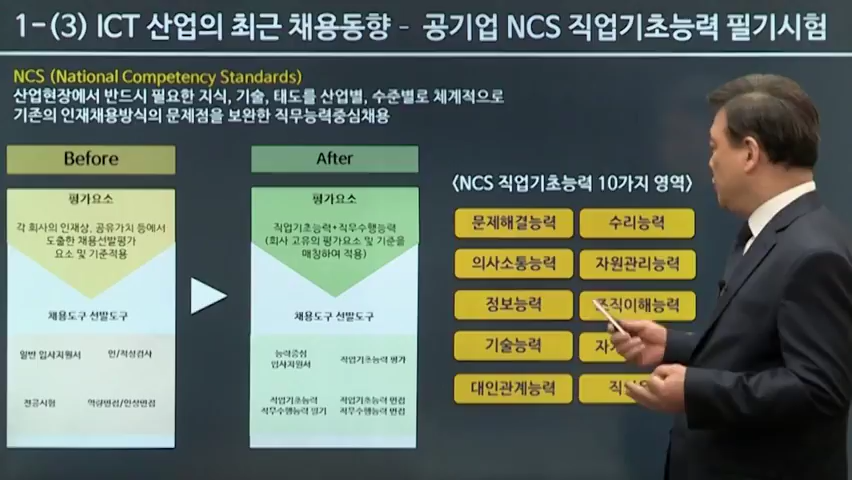 1-(3) ICT 산업의 최근 채용동향 - 공기업 NCS 직업기초능력 필기시험
NCS (National Competency Standards)
산업현장에서 반드시 필요한 지식, 기술, 태도를 산업별, 수준별로 체계적으로
기존의 인재채용방식의 문제점을 보완한 직무능력중심채용
Before
평가요소
각 회사의 인재상, 공유가치 등에서
도출한 채용선발평가
요소 및 기준적용
채용도구 선발도구
일반 입사지원서 인/적성검사
전공시험 역량면접/인성면접
After
평가요소
직업기초능력+직무수행능력
(회사 고유의 평가요소 및 기준을
매칭하여 적용)
채용도구 선발도구
능력중심
입사지원서
직업기초능력 평가
직업기초능력
직무수행능력 필기
직업기초능력 면접
직무수행능력 면접
<NCS 직업기초능력 10가지 영역>
문제해결능력 수리능력
의사소통능력 자원관리능력
정보능력 조직이해능력
기술능력
대인관계능력